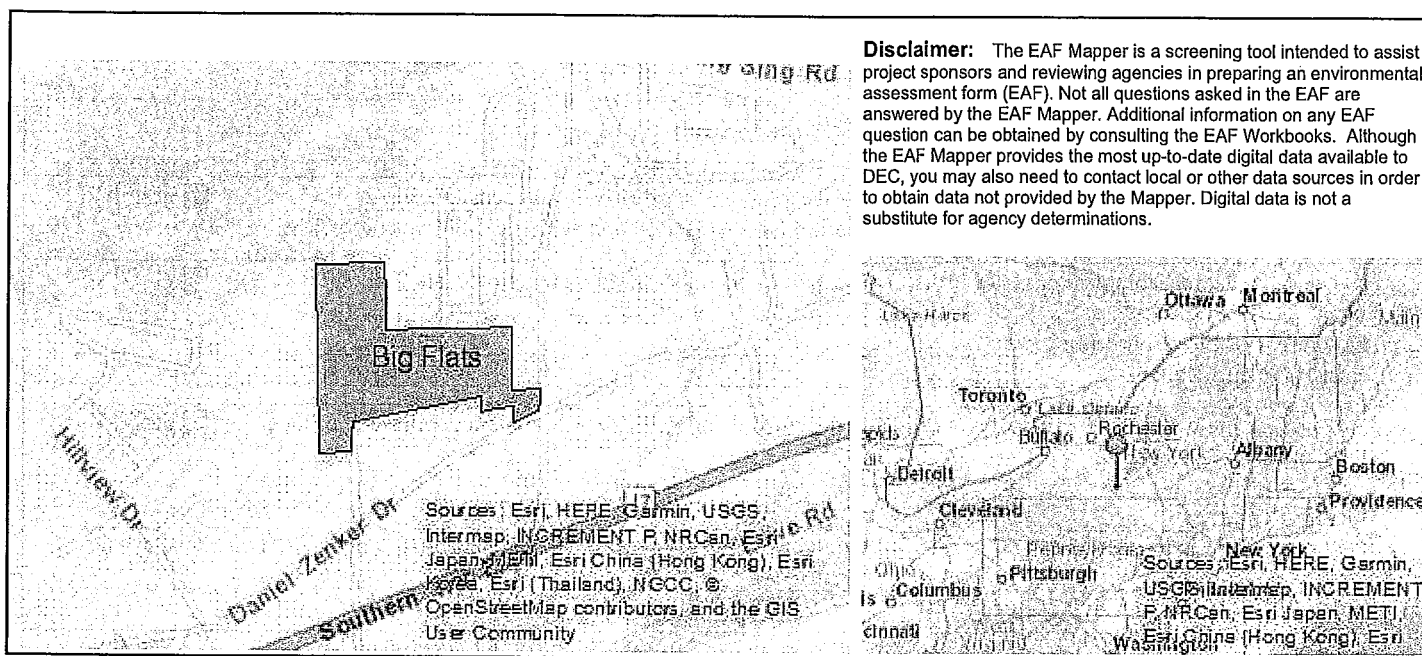 Disclaimer: The EAF Mapper is a screening tool intended to assist
project sponsors and reviewing agencies in preparing an environmental
assessment form (EAF). Not all questions asked in the EAF are
answered by the EAF Mapper. Additional information on any EAF
question can be obtained by consulting the EAF Workbooks. Although
the EAF Mapper provides the most up-to-date digital data available to
DEC, you may also need to contact local or other data sources in order
to obtain data not provided by the Mapper. Digital data is not a
substitute for agency determinations.
Sing Rd
Big Flats
Hillview Dr
Daniel Zenker Dr
Southern
Rd
Sources: Esri, HERE, Garmin, USGS,
Intermap, INCREMENT P, NRCan, Esri
Japan, METI, Esri China (Hong Kong), Esri
Korea, Esri (Thailand), NGCC, ©
OpenStreetMap contributors, and the GIS
User Community
Ottawa
Montreal
Toronto
Buffalo
Rochester
New York
Albany
Detroit
Boston
Providence
Cleveland
New York
Pittsburgh
Columbus
Washington
Sources: Esri, HERE, Garmin,
USGS, Intermap, INCREMENT
P, NRCan, Esri Japan, METI,
Esri China (Hong Kong), Esri